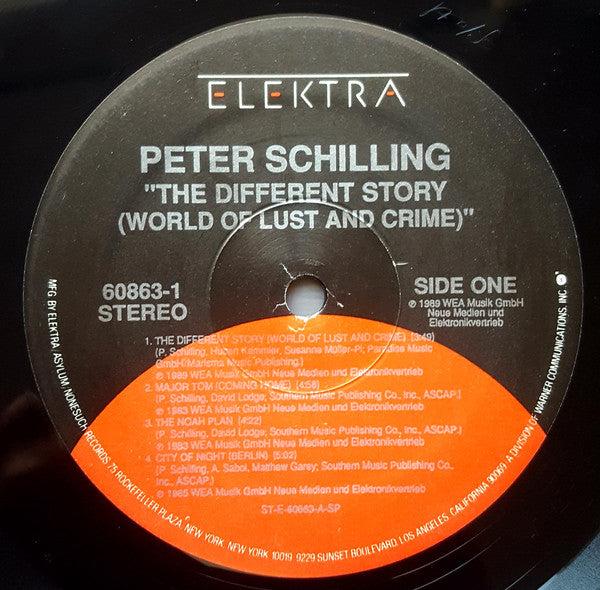 ELEKTRA
PETER SCHILLING
"THE DIFFERENT STORY
(WORLD OF LUST AND CRIME)"
60863-1
STEREO
SIDE ONE
℗ 1989 WEA Musik GmbH
Neue Medien und
Elektronikvertrieb
1. THE DIFFERENT STORY (WORLD OF LUST AND CRIME) (3:49)
(P. Schilling, Hubert Kemmler, Susanne Müller-Pi; Paradise Music
GmbH/Marlems Music Publishing.)
℗ 1989 WEA Musik GmbH Neue Medien und Elektronikvertrieb
2. MAJOR TOM (COMING HOME) (4:58)
(P. Schilling, David Lodge; Southern Music Publishing Co., Inc., ASCAP.)
℗ 1983 WEA Musik GmbH Neue Medien und Elektronikvertrieb
3. THE NOAH PLAN (4:22)
(P. Schilling, David Lodge; Southern Music Publishing Co., Inc., ASCAP.)
℗ 1983 WEA Musik GmbH Neue Medien und Elektronikvertrieb
4. CITY OF NIGHT (BERLIN) (5:02)
(P. Schilling, A. Sabol, Matthew Garey; Southern Music Publishing Co.,
Inc., ASCAP.)
℗ 1985 WEA Musik GmbH Neue Medien und Elektronikvertrieb
ST-E-60863-A-SP
MFG. BY ELEKTRA / ASYLUM / NONESUCH RECORDS 75 ROCKEFELLER PLAZA, NEW YORK, NEW YORK 10019 9229 SUNSET BOULEVARD, LOS ANGELES, CALIFORNIA 90069. A DIVISION OF WARNER COMMUNICATIONS, INC.